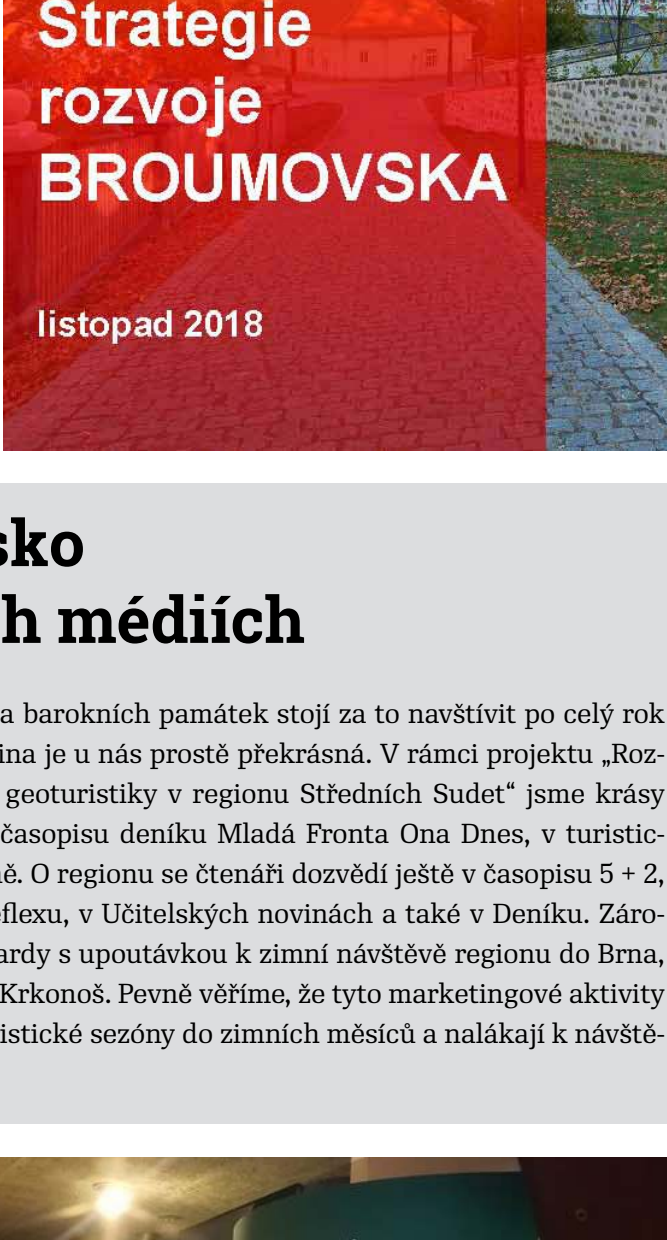 Strategie
rozvoje
BROUMOVSKA
listopad 2018
sko
h médiích
a barokních památek stojí za to navštívit po celý rok
ina je u nás prostě překrásná. V rámci projektu „Roz-
geoturistiky v regionu Středních Sudet“ jsme krásy
časopisu deníku Mladá Fronta Ona Dnes, v turistic-
ě. O regionu se čtenáři dozvědí ještě v časopisu 5 + 2,
eflexu, v Učitelských novinách a také v Deníku. Záro-
ardy s upoutávkou k zimní návštěvě regionu do Brna,
Krkonoš. Pevně věříme, že tyto marketingové aktivity
istické sezóny do zimních měsíců a nalákají k návště-